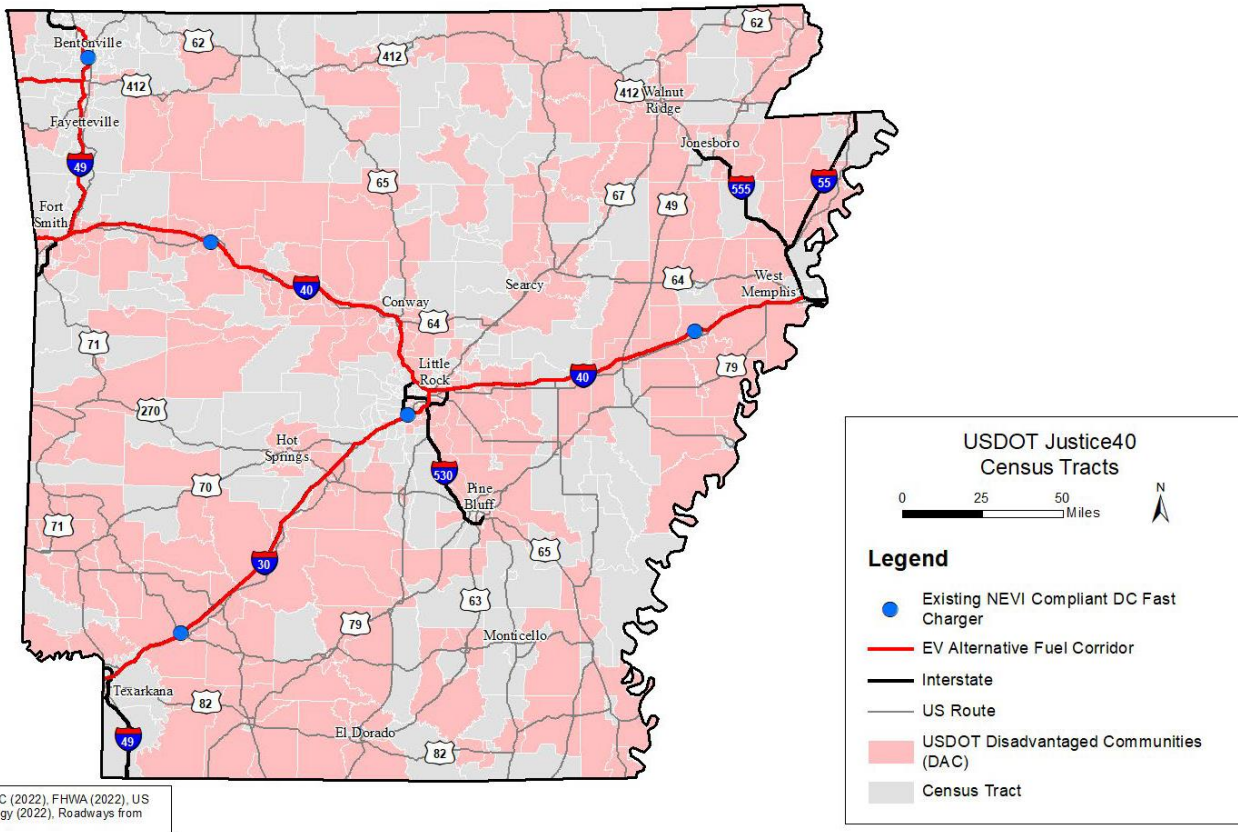 62
Bentonville
62
412
412
412
Walnut
Ridge
Fayetteville
Jonesboro
49
65
555
55
67
49
Fort
Smith
West
Memphis
64
Searcy
40
Conway
64
71
Little
Rock
79
40
270
Hot
Springs
530
70
Pine
Bluff
71
65
30
63
79
Monticello
Texarkana
82
49
El Dorado
82
C (2022), FHWA (2022), US
gy (2022), Roadways from
USDOT Justice40
Census Tracts
0 25 50
Miles
N
Legend
Existing NEVI Compliant DC Fast
Charger
EV Alternative Fuel Corridor
Interstate
US Route
USDOT Disadvantaged Communities
(DAC)
Census Tract